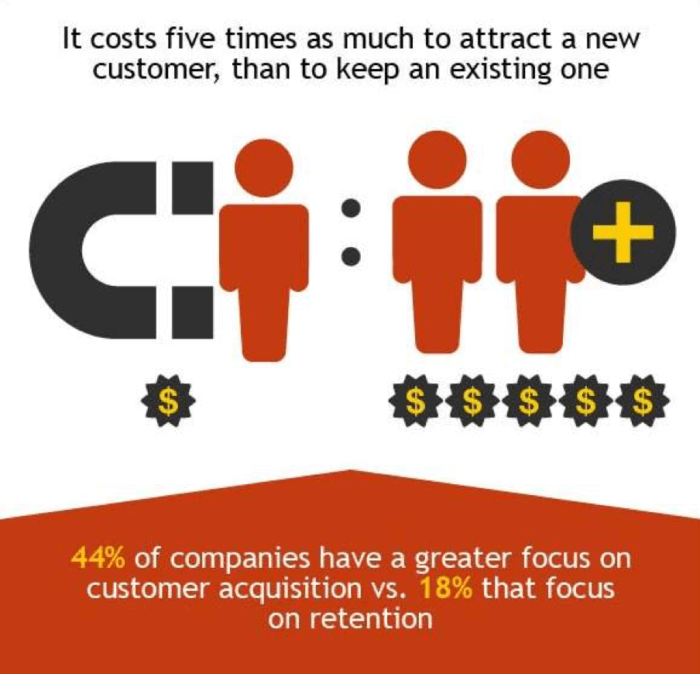 It costs five times as much to attract a new
customer, than to keep an existing one
$
$ $ $ $ $
44% of companies have a greater focus on
customer acquisition vs. 18% that focus
on retention